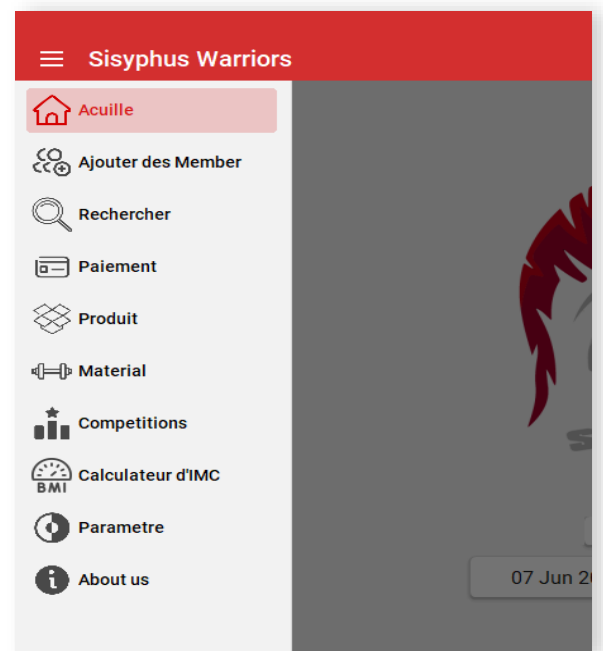 Sisyphus Warriors
Acuille
Ajouter des Member
Rechercher
Paiement
Produit
Material
Competitions
BMI
Calculateur d'IMC
Parametre
About us
07 Jun 2